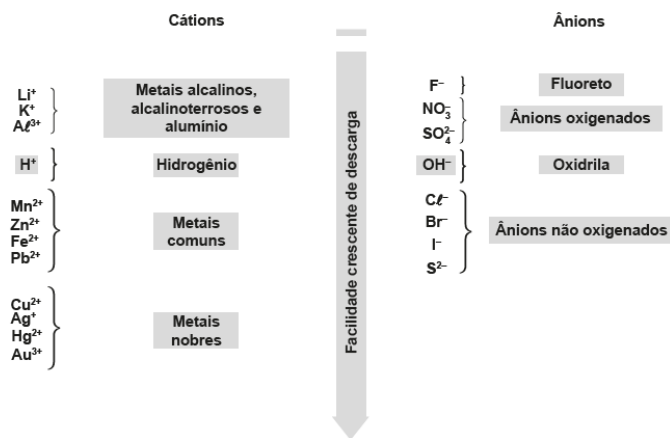 Cátions
Li⁺
K⁺
Aℓ³⁺
Metais alcalinos,
alcalinoterrosos e
alumínio
H⁺
Hidrogênio
Mn²⁺
Zn²⁺
Fe²⁺
Pb²⁺
Metais
comuns
Cu²⁺
Ag⁺
Hg²⁺
Au³⁺
Metais
nobres
Facilidade crescente de descarga
Ânions
F⁻
Fluoreto
NO₃⁻
SO₄²⁻
Ânions oxigenados
OH⁻
Oxidrila
Cℓ⁻
Br⁻
I⁻
S²⁻
Ânions não oxigenados